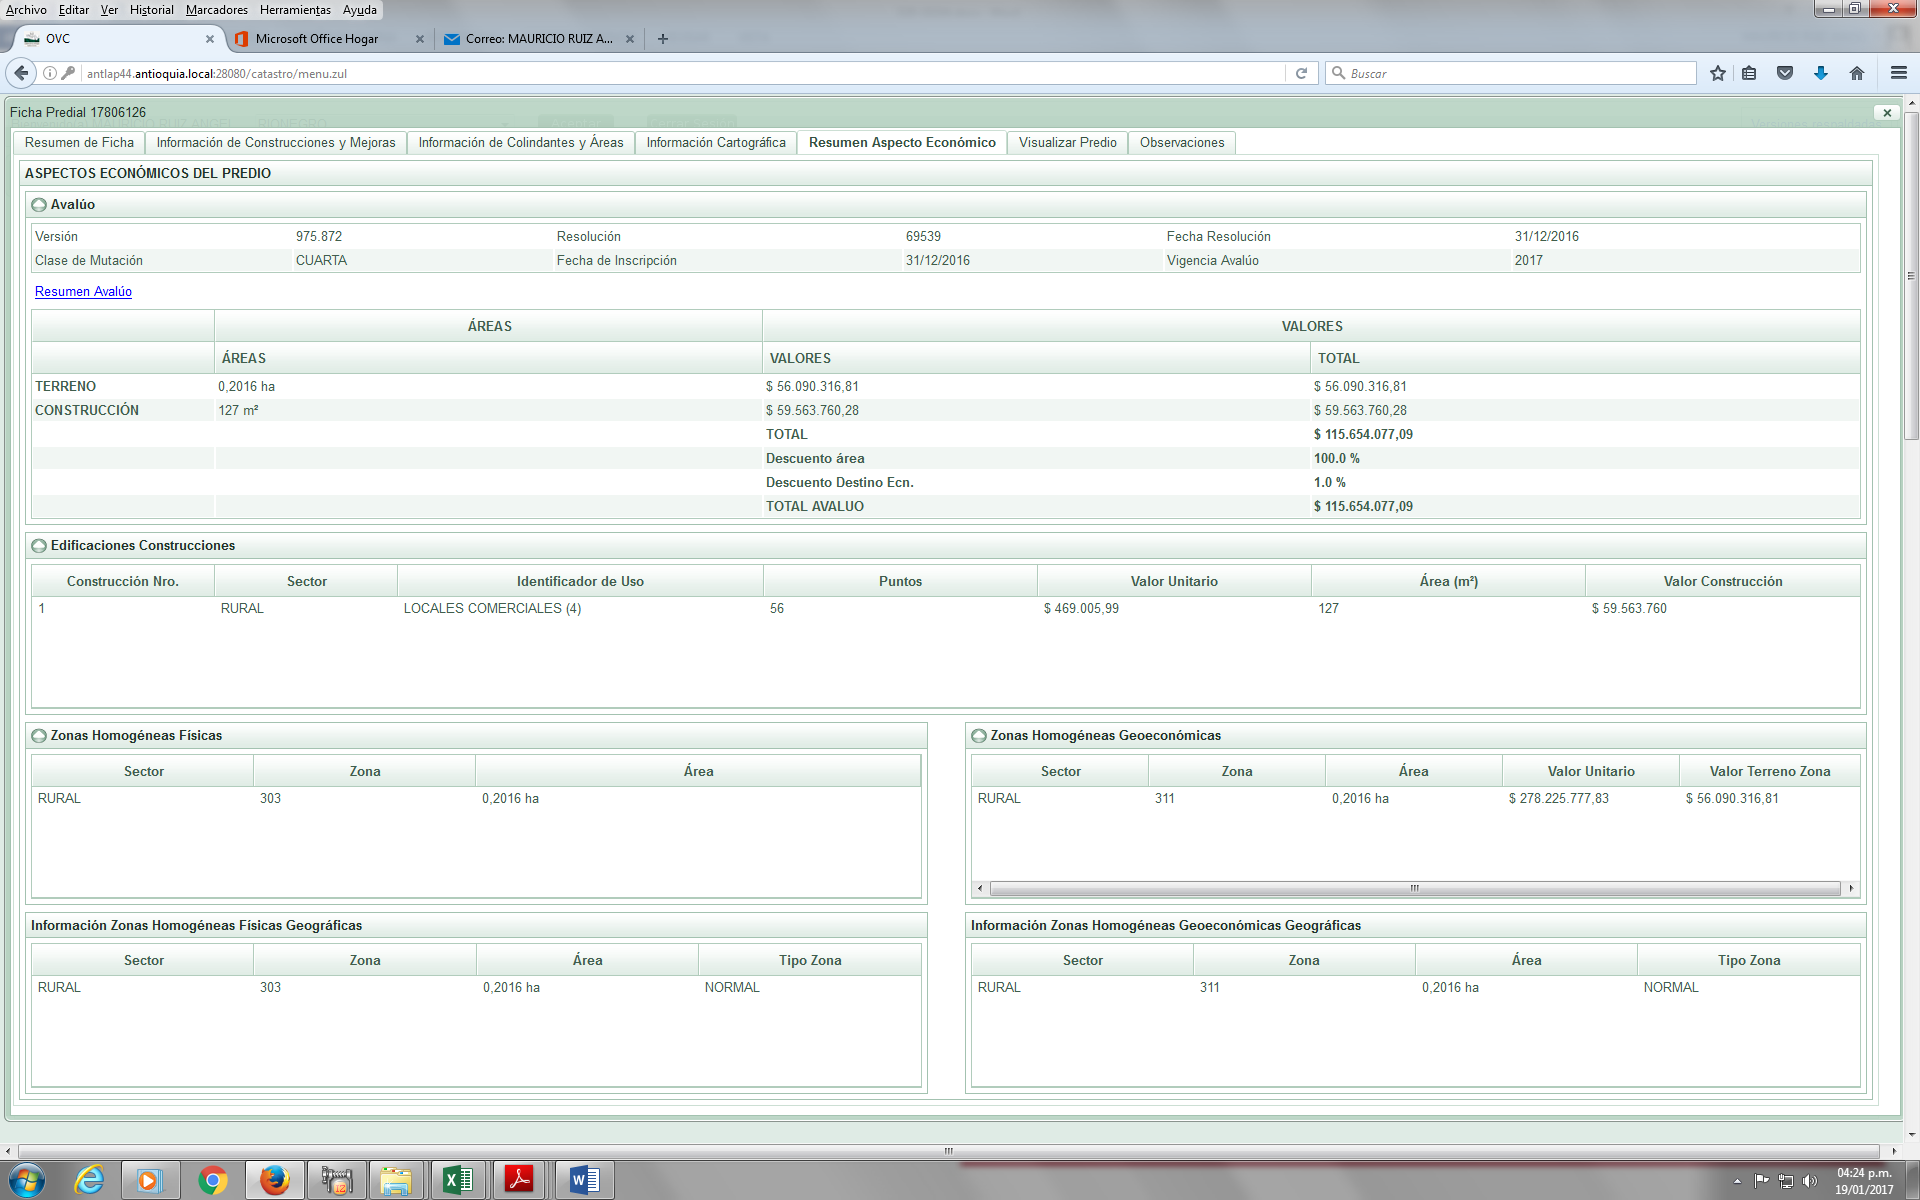 Archivo Editar Ver Historial Marcadores Herramientas Ayuda
OVC
Microsoft Office Hogar
Correo: MAURICIO RUIZ A...
antlap44.antioquia.local:28080/catastro/menu.zul
Buscar
Ficha Predial 17806126
Resumen de Ficha Información de Construcciones y Mejoras Información de Colindantes y Áreas Información Cartográfica Resumen Aspecto Económico Visualizar Predio Observaciones
ASPECTOS ECONÓMICOS DEL PREDIO
Avalúo
Versión 975.872 Resolución 69539 Fecha Resolución 31/12/2016
Clase de Mutación CUARTA Fecha de Inscripción 31/12/2016 Vigencia Avalúo 2017
Resumen Avalúo
ÁREAS VALORES
ÁREAS VALORES TOTAL
TERRENO 0,2016 ha $ 56.090.316,81 $ 56.090.316,81
CONSTRUCCIÓN 127 m² $ 59.563.760,28 $ 59.563.760,28
TOTAL $ 115.654.077,09
Descuento área 100.0 %
Descuento Destino Ecn. 1.0 %
TOTAL AVALUO $ 115.654.077,09
Edificaciones Construcciones
Construcción Nro. Sector Identificador de Uso Puntos Valor Unitario Área (m²) Valor Construcción
1 RURAL LOCALES COMERCIALES (4) 56 $ 469.005,99 127 $ 59.563.760
Zonas Homogéneas Físicas
Sector Zona Área
RURAL 303 0,2016 ha
Zonas Homogéneas Geoeconómicas
Sector Zona Área Valor Unitario Valor Terreno Zona
RURAL 311 0,2016 ha $ 278.225.777,83 $ 56.090.316,81
Información Zonas Homogéneas Físicas Geográficas
Sector Zona Área Tipo Zona
RURAL 303 0,2016 ha NORMAL
Información Zonas Homogéneas Geoeconómicas Geográficas
Sector Zona Área Tipo Zona
RURAL 311 0,2016 ha NORMAL
04:24 p.m.
19/01/2017